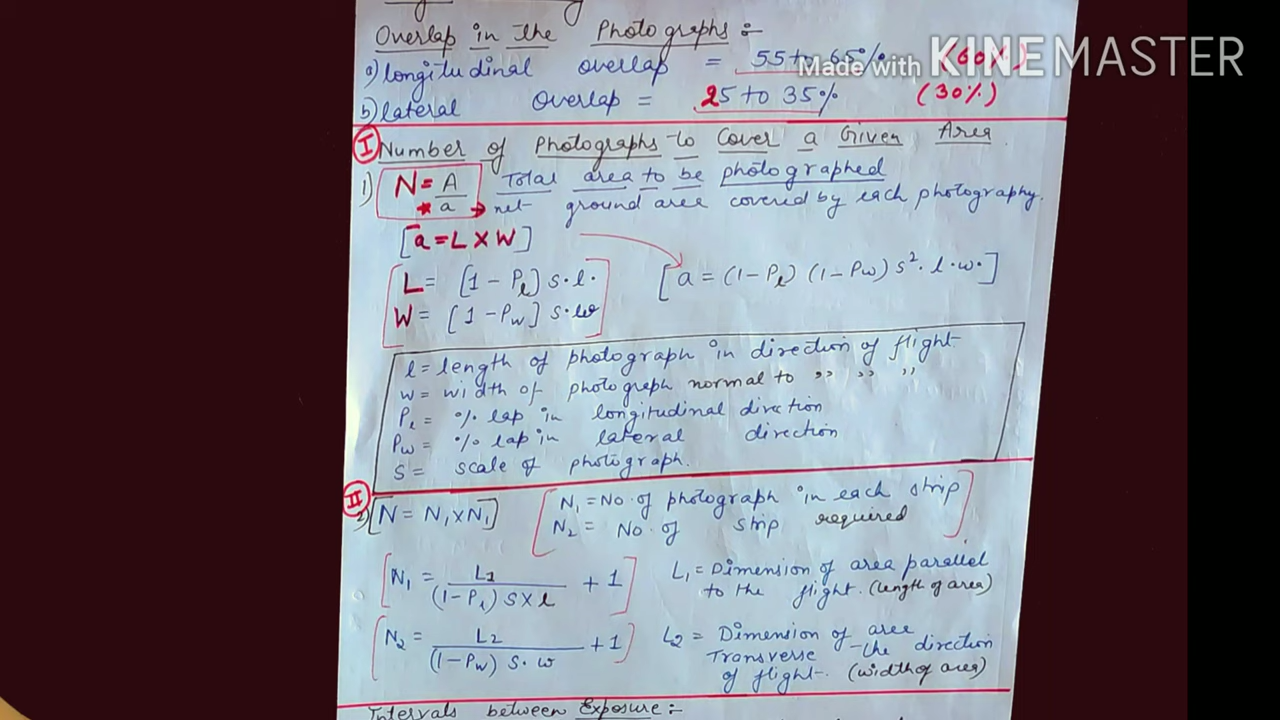 Overlap in the Photographs :-
a) longitudinal overlap = 55 to 65% (60%)
Made with KINEMASTER
b) lateral Overlap = 25 to 35% (30%)
I Number of Photographs to Cover a Given Area
1) N = A/a Total area to be photographed
* → net ground area covered by each photography.
[a = L X W]
L = [1 - Pl] s.l.
W = [1 - Pw] s.w
[a = (1 - Pl) (1 - Pw) s². l.w.]
l = length of photograph in direction of flight
w = width of photograph normal to ,, ,, ,,
Pl = % lap in longitudinal direction
Pw = % lap in lateral direction
S = scale of photograph.
II
2) [N = N1 x N1]
[N1 = No. of photograph in each strip
N2 = No. of strip required]
[N1 = L1/(1-Pl) S x l + 1]
L1 = Dimension of area parallel
to the flight. (length of area)
[N2 = L2/(1-Pw) S. w + 1]
L2 = Dimension of area
Transverse the direction
of flight. (width of area)
Intervals between Exposure :-